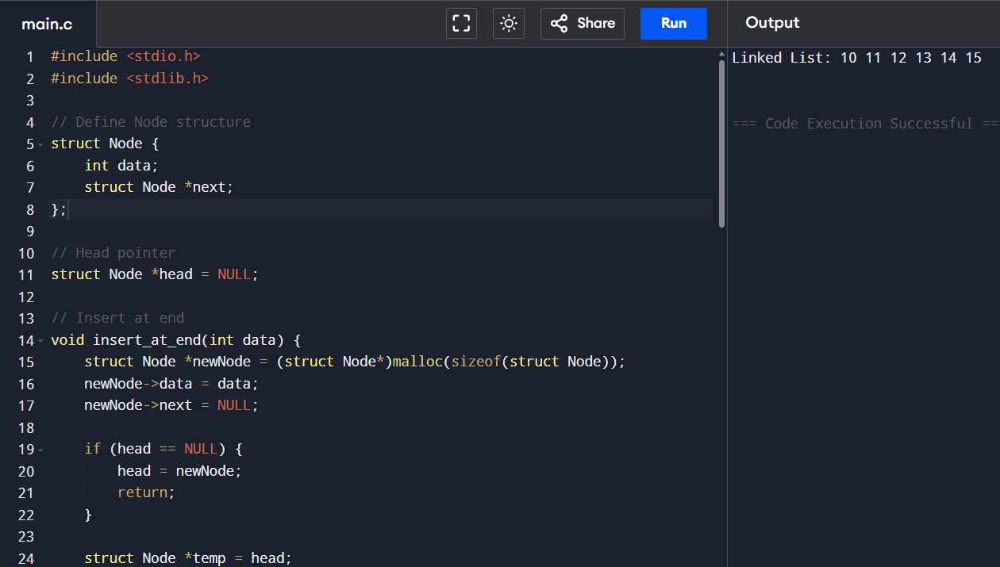 main.c
Share
Run
Output
1 #include <stdio.h>
2 #include <stdlib.h>
3
4 // Define Node structure
5 struct Node {
6     int data;
7     struct Node *next;
8 };
9
10 // Head pointer
11 struct Node *head = NULL;
12
13 // Insert at end
14 void insert_at_end(int data) {
15     struct Node *newNode = (struct Node*)malloc(sizeof(struct Node));
16     newNode->data = data;
17     newNode->next = NULL;
18
19     if (head == NULL) {
20         head = newNode;
21         return;
22     }
23
24     struct Node *temp = head;
Linked List: 10 11 12 13 14 15
=== Code Execution Successful ==